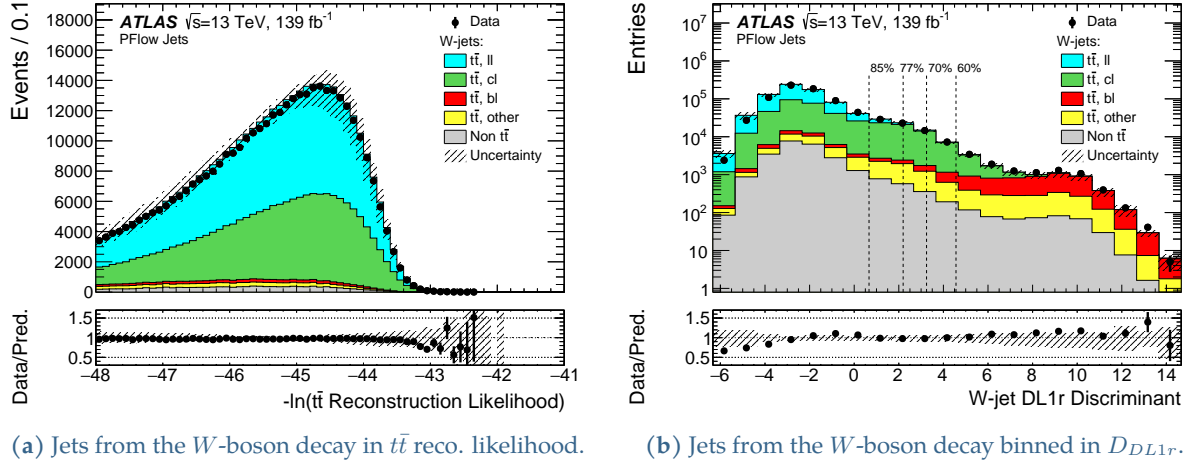 ATLAS √s=13 TeV, 139 fb⁻¹
PFlow Jets
Data
W-jets:
tt̄, ll
tt̄, cl
tt̄, bl
tt̄, other
Non tt̄
Uncertainty
Events / 0.1
18000
16000
14000
12000
10000
8000
6000
4000
2000
0
Data/Pred.
1.5
1
0.5
−48 −47 −46 −45 −44 −43 −42 −41
-ln(tt̄ Reconstruction Likelihood)
(a) Jets from the W-boson decay in tt̄ reco. likelihood.
ATLAS √s=13 TeV, 139 fb⁻¹
PFlow Jets
Data
W-jets:
tt̄, ll
tt̄, cl
tt̄, bl
tt̄, other
Non tt̄
Uncertainty
85% 77% 70% 60%
Entries
10⁷
10⁶
10⁵
10⁴
10³
10²
10
1
Data/Pred.
1.5
1
0.5
−6 −4 −2 0 2 4 6 8 10 12 14
W-jet DL1r Discriminant
(b) Jets from the W-boson decay binned in D_DL1r.